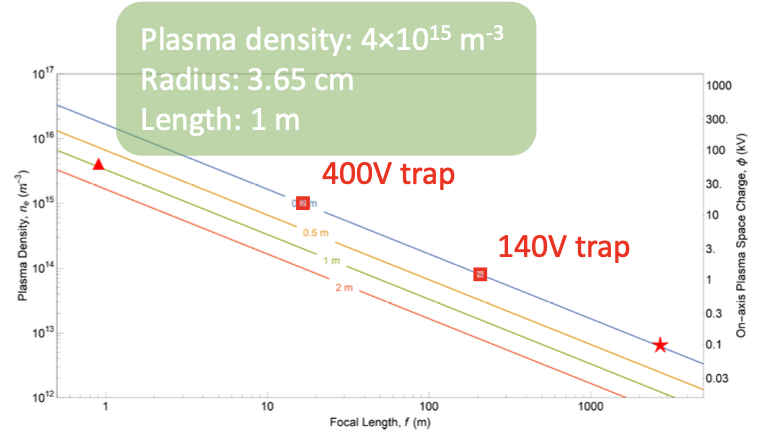 Plasma density: 4×10¹⁵ m⁻³
Radius: 3.65 cm
Length: 1 m
400V trap
140V trap
0.5 m
1 m
2 m
Plasma Density, nₑ (m⁻³)
10¹⁷
10¹⁶
10¹⁵
10¹⁴
10¹³
10¹²
1
10
100
1000
Focal Length, f (m)
1000
300.
100
30.
10
3.
1
0.3
0.1
0.03
On-axis Plasma Space Charge, ϕ (kV)